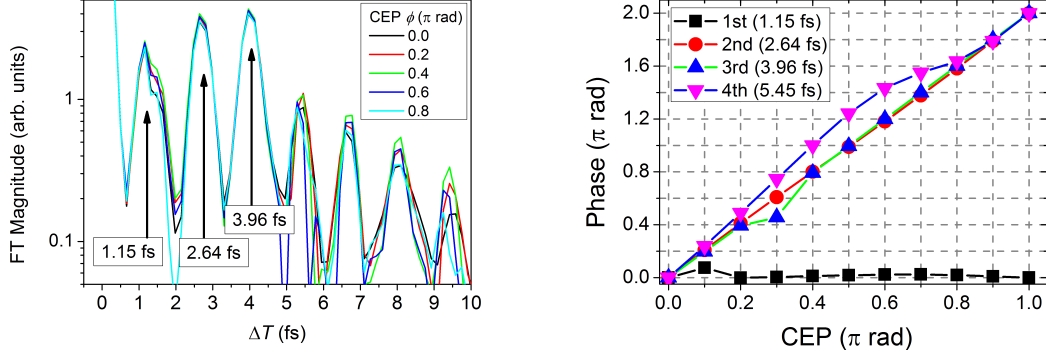 CEP ϕ (π rad)
0.0
0.2
0.4
0.6
0.8
FT Magnitude (arb. units)
1
0.1
1.15 fs
2.64 fs
3.96 fs
0 1 2 3 4 5 6 7 8 9 10
ΔT (fs)
1st (1.15 fs)
2nd (2.64 fs)
3rd (3.96 fs)
4th (5.45 fs)
Phase (π rad)
2.0
1.6
1.2
0.8
0.4
0.0
0.0 0.2 0.4 0.6 0.8 1.0
CEP (π rad)